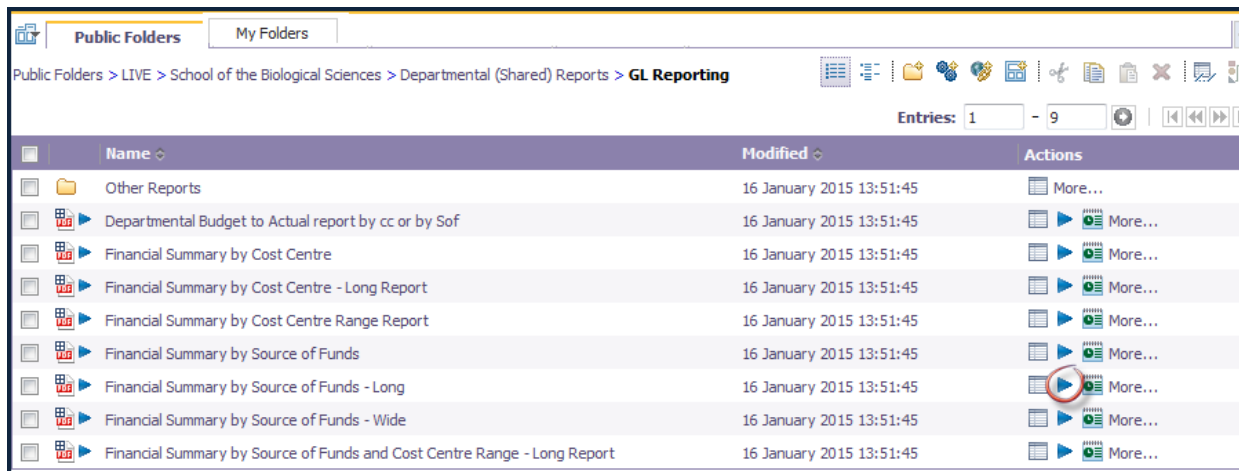 Public Folders My Folders
Public Folders > LIVE > School of the Biological Sciences > Departmental (Shared) Reports > GL Reporting
Entries: 1 - 9
Name Modified Actions
Other Reports 16 January 2015 13:51:45 More...
Departmental Budget to Actual report by cc or by Sof 16 January 2015 13:51:45 More...
Financial Summary by Cost Centre 16 January 2015 13:51:45 More...
Financial Summary by Cost Centre - Long Report 16 January 2015 13:51:45 More...
Financial Summary by Cost Centre Range Report 16 January 2015 13:51:45 More...
Financial Summary by Source of Funds 16 January 2015 13:51:45 More...
Financial Summary by Source of Funds - Long 16 January 2015 13:51:45 More...
Financial Summary by Source of Funds - Wide 16 January 2015 13:51:45 More...
Financial Summary by Source of Funds and Cost Centre Range - Long Report 16 January 2015 13:51:45 More...